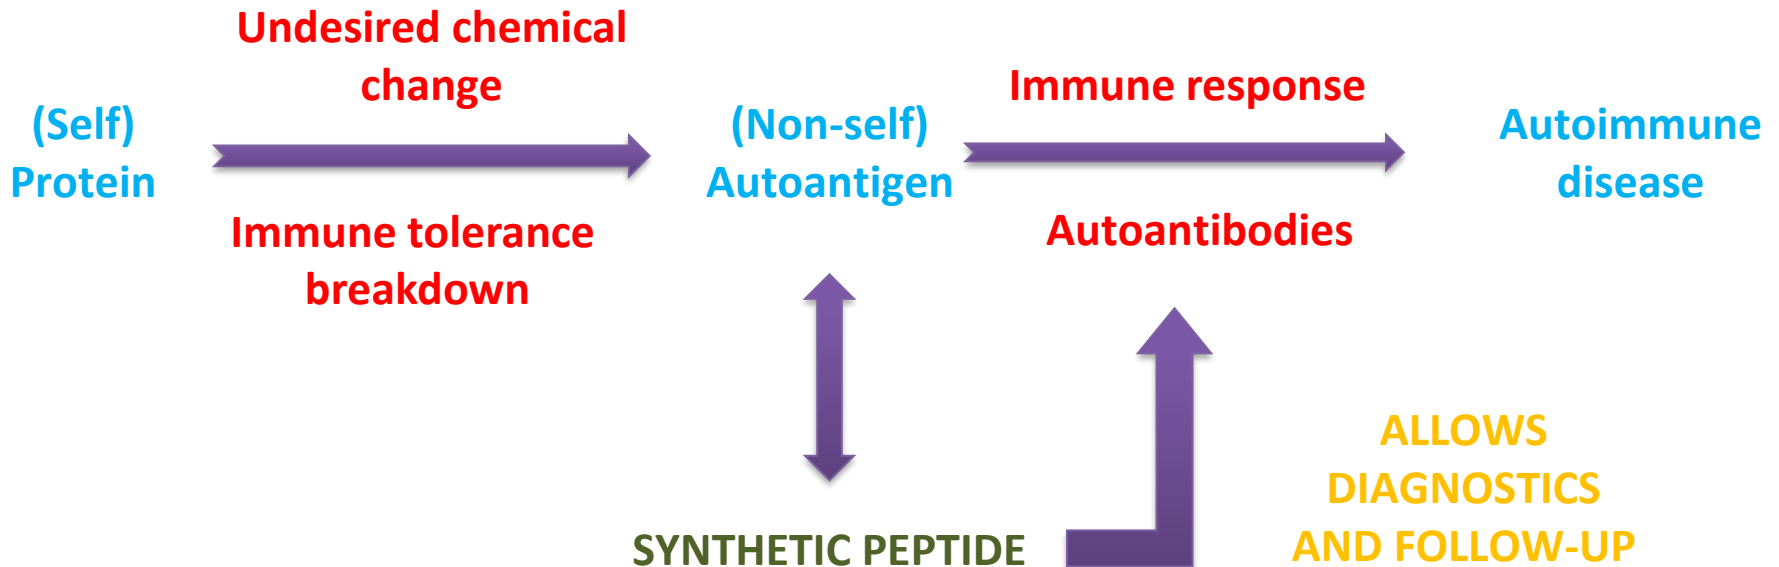 Undesired chemical
change
(Self)
Protein
Immune tolerance
breakdown
(Non-self)
Autoantigen
Immune response
Autoantibodies
Autoimmune
disease
SYNTHETIC PEPTIDE
ALLOWS
DIAGNOSTICS
AND FOLLOW-UP